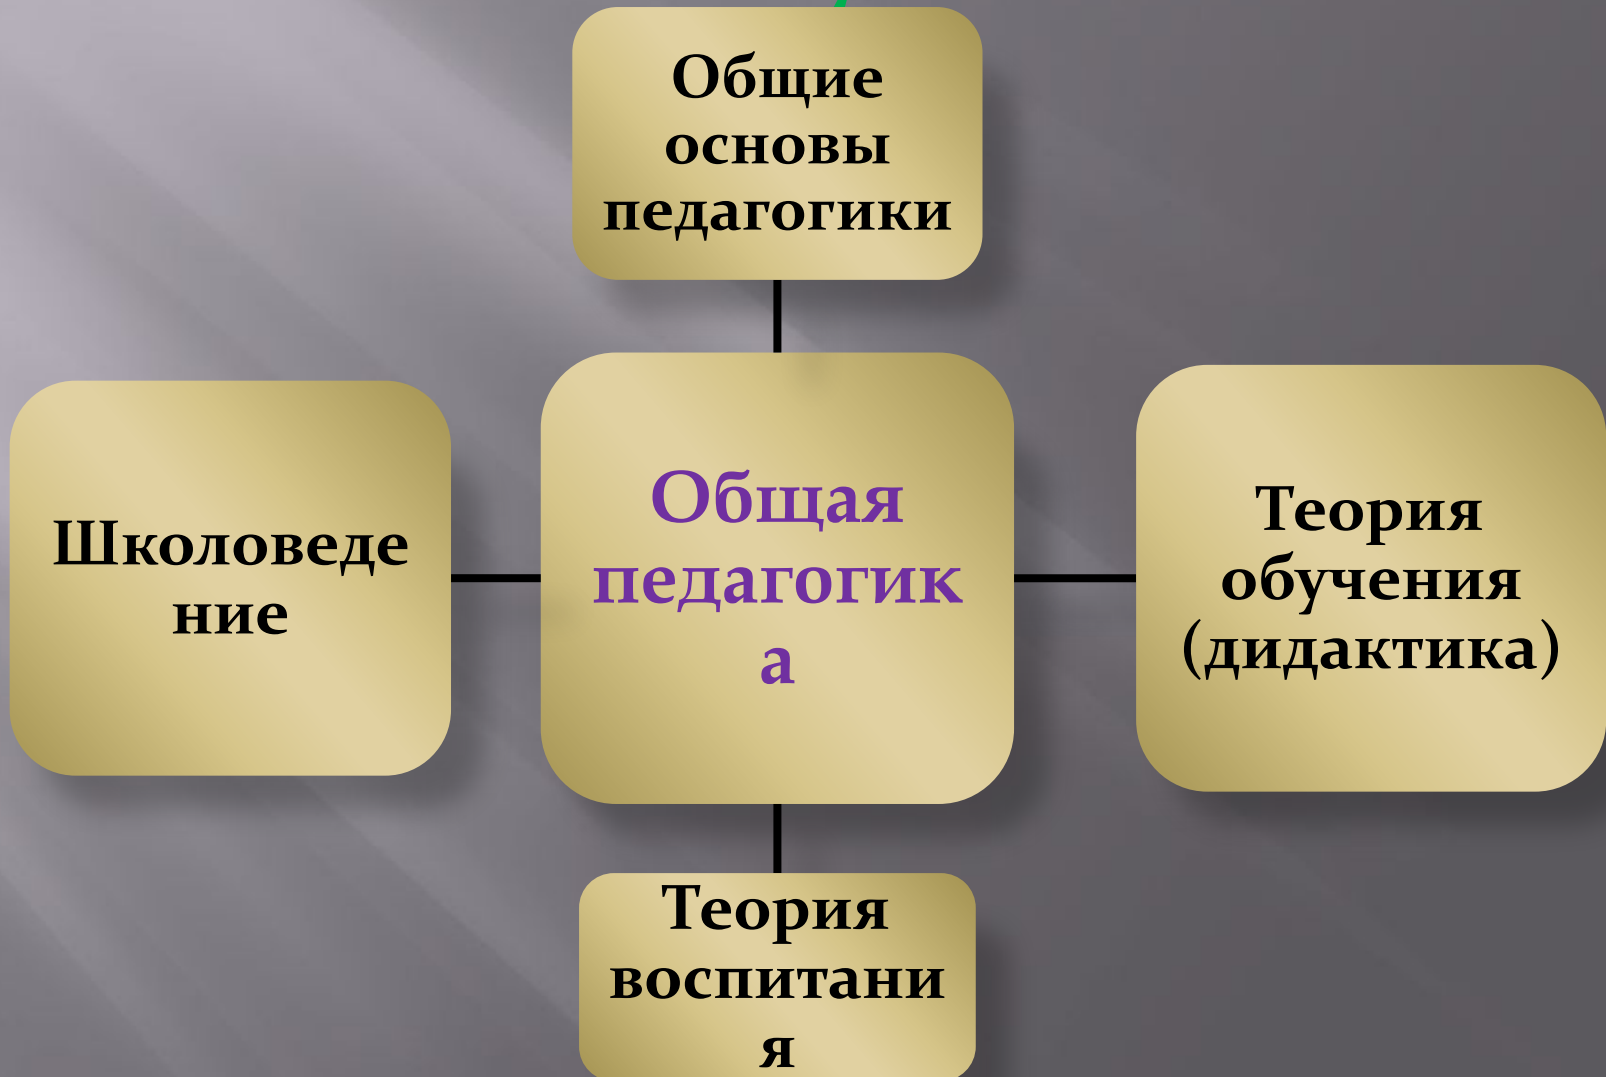 Общие
основы
педагогики
Школоведе
ние
Общая
педагогик
а
Теория
обучения
(дидактика)
Теория
воспитани
я